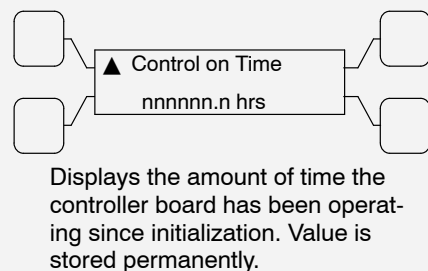 ▲ Control on Time
nnnnnn.n hrs
Displays the amount of time the
controller board has been operat-
ing since initialization. Value is
stored permanently.